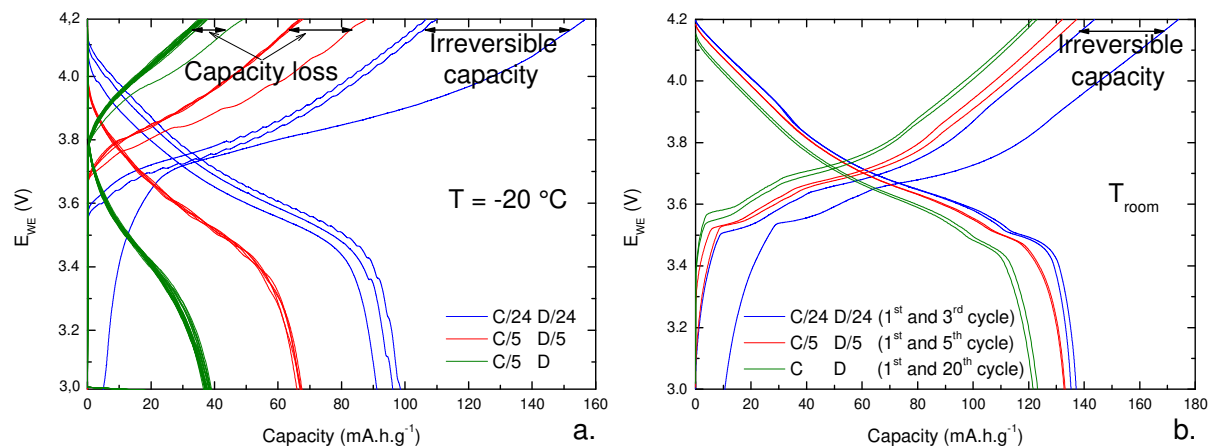 4,2
4.0
3.8
3.6
3.4
3.2
3,0
E_WE (V)
Capacity loss
Irreversible
capacity
T = -20 °C
C/24 D/24
C/5 D/5
C/5 D
0 20 40 60 80 100 120 140 160
Capacity (mA.h.g⁻¹)
a.
4,2
4.0
3.8
3.6
3.4
3.2
3.0
E_WE (V)
Irreversible
capacity
T_room
C/24 D/24 (1st and 3rd cycle)
C/5 D/5 (1st and 5th cycle)
C D (1st and 20th cycle)
0 20 40 60 80 100 120 140 160 180
Capacity (mA.h.g⁻¹)
b.